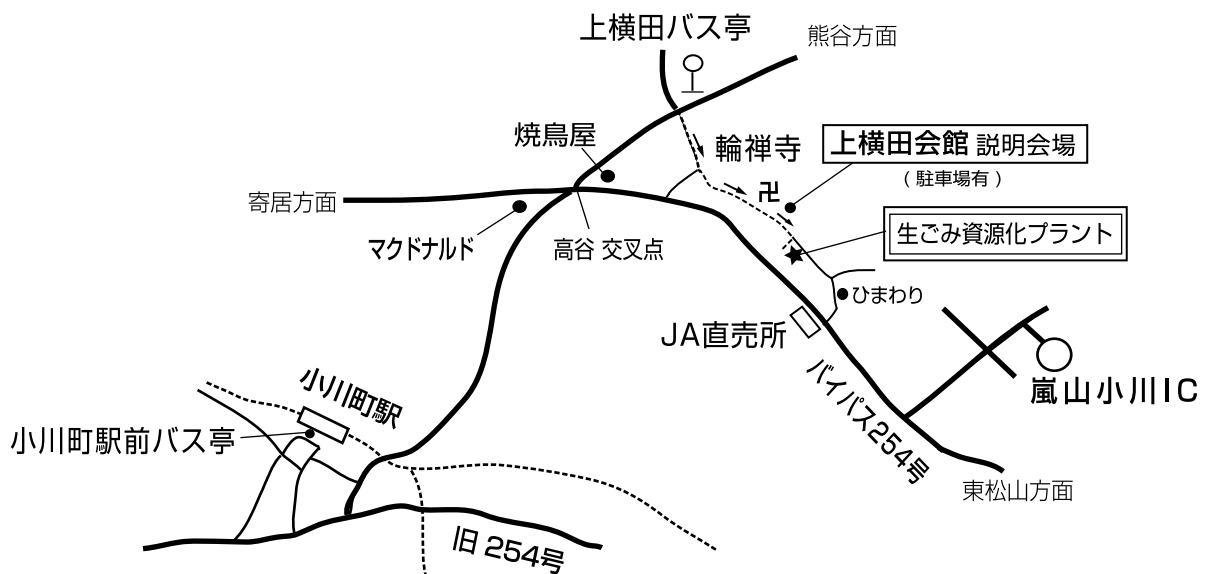 上横田バス亭
熊谷方面
焼鳥屋
輪禅寺
卍
上横田会館 説明会場
(駐車場有)
寄居方面
マクドナルド
高谷 交叉点
生ごみ資源化プラント
ひまわり
JA直売所
嵐山小川IC
バイパス254号
小川町駅
小川町駅前バス亭
東松山方面
旧 254号